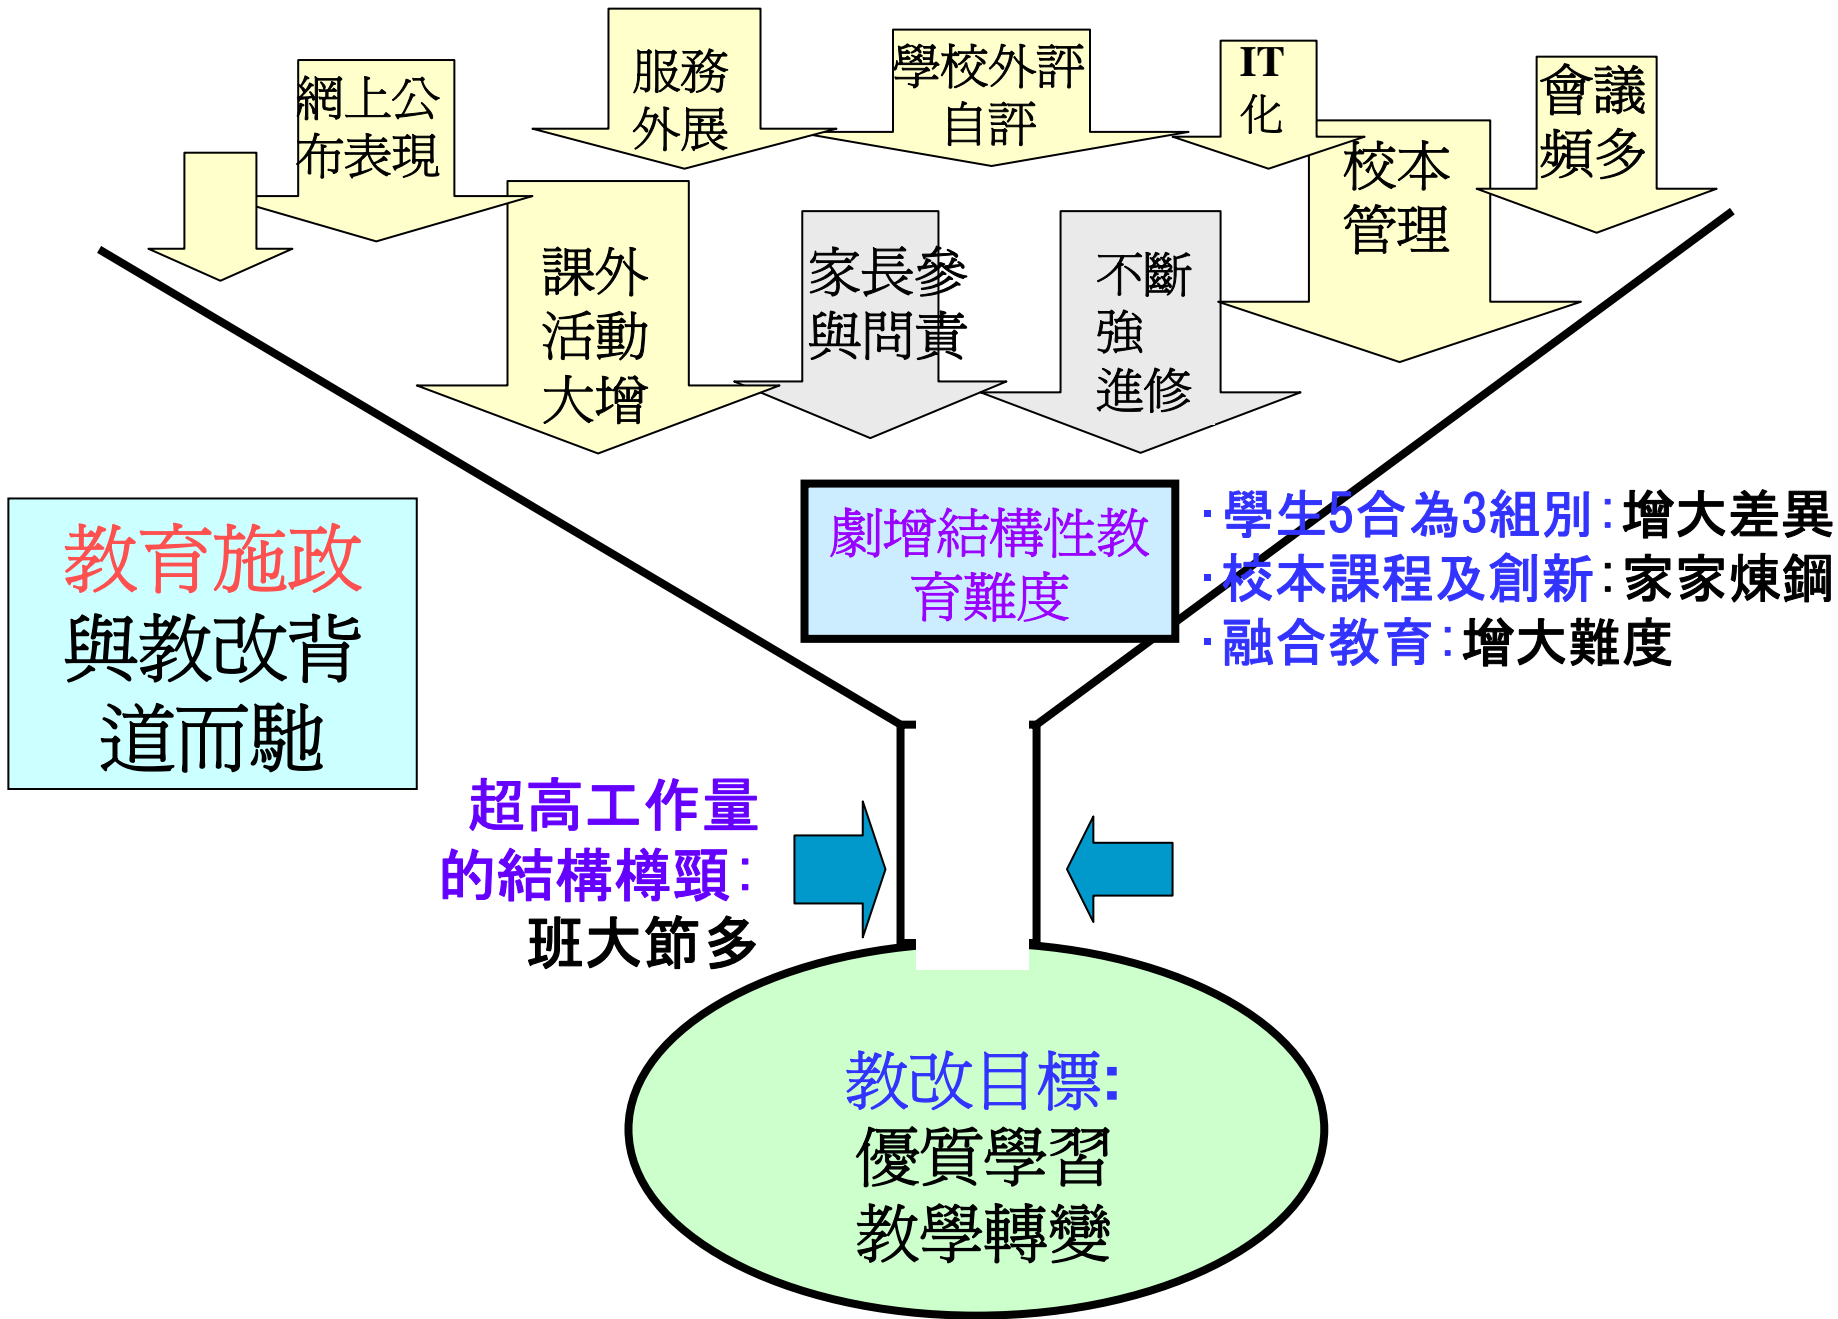 網上公
布表現
服務
外展
學校外評
自評
IT
化
會議
頻多
校本
管理
課外
活動
大增
家長參
與問責
不斷
強
進修
劇增結構性教
育難度
·學生5合為3組別:增大差異
·校本課程及創新:家家煉鋼
·融合教育:增大難度
教育施政
與教改背
道而馳
超高工作量
的結構樽頸:
班大節多
教改目標:
優質學習
教學轉變